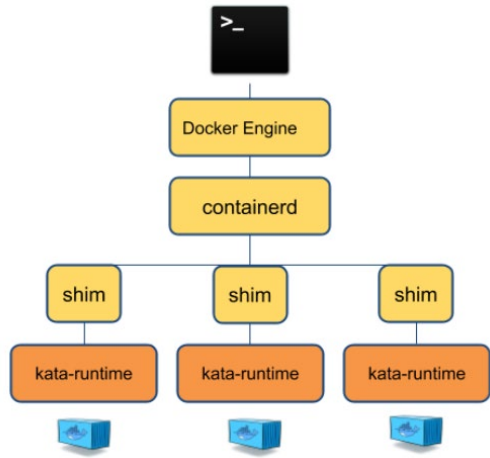 >_
Docker Engine
containerd
shim
shim
shim
kata-runtime
kata-runtime
kata-runtime